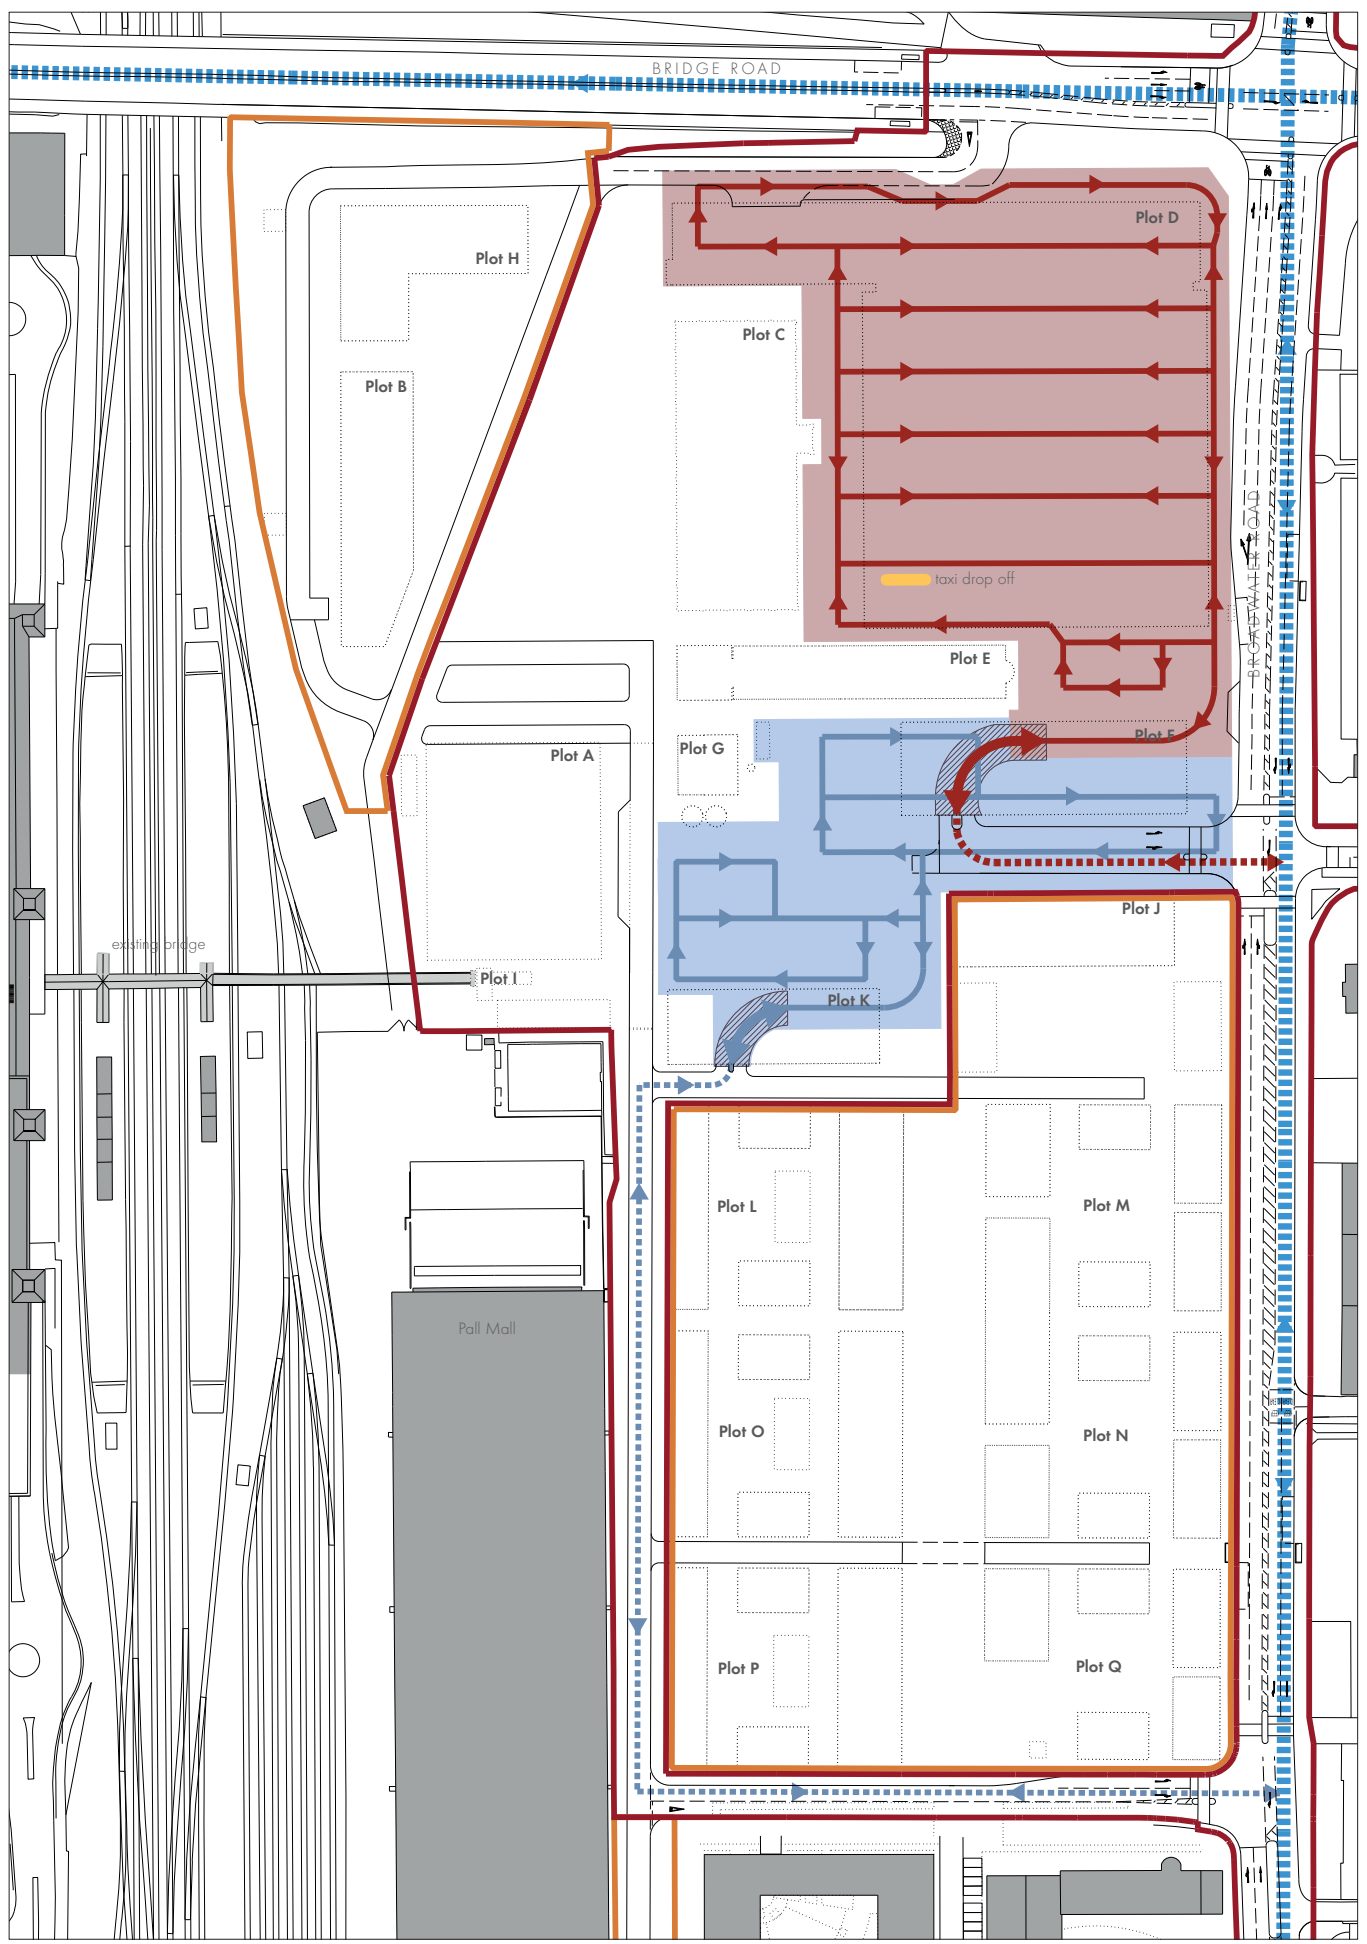 BRIDGE ROAD
Plot D
Plot H
Plot C
Plot B
BROADWATER ROAD
taxi drop off
Plot E
Plot F
Plot G
Plot A
Plot J
existing bridge
Plot I
Plot K
Plot L
Plot M
Pall Mall
Plot O
Plot N
Plot P
Plot Q